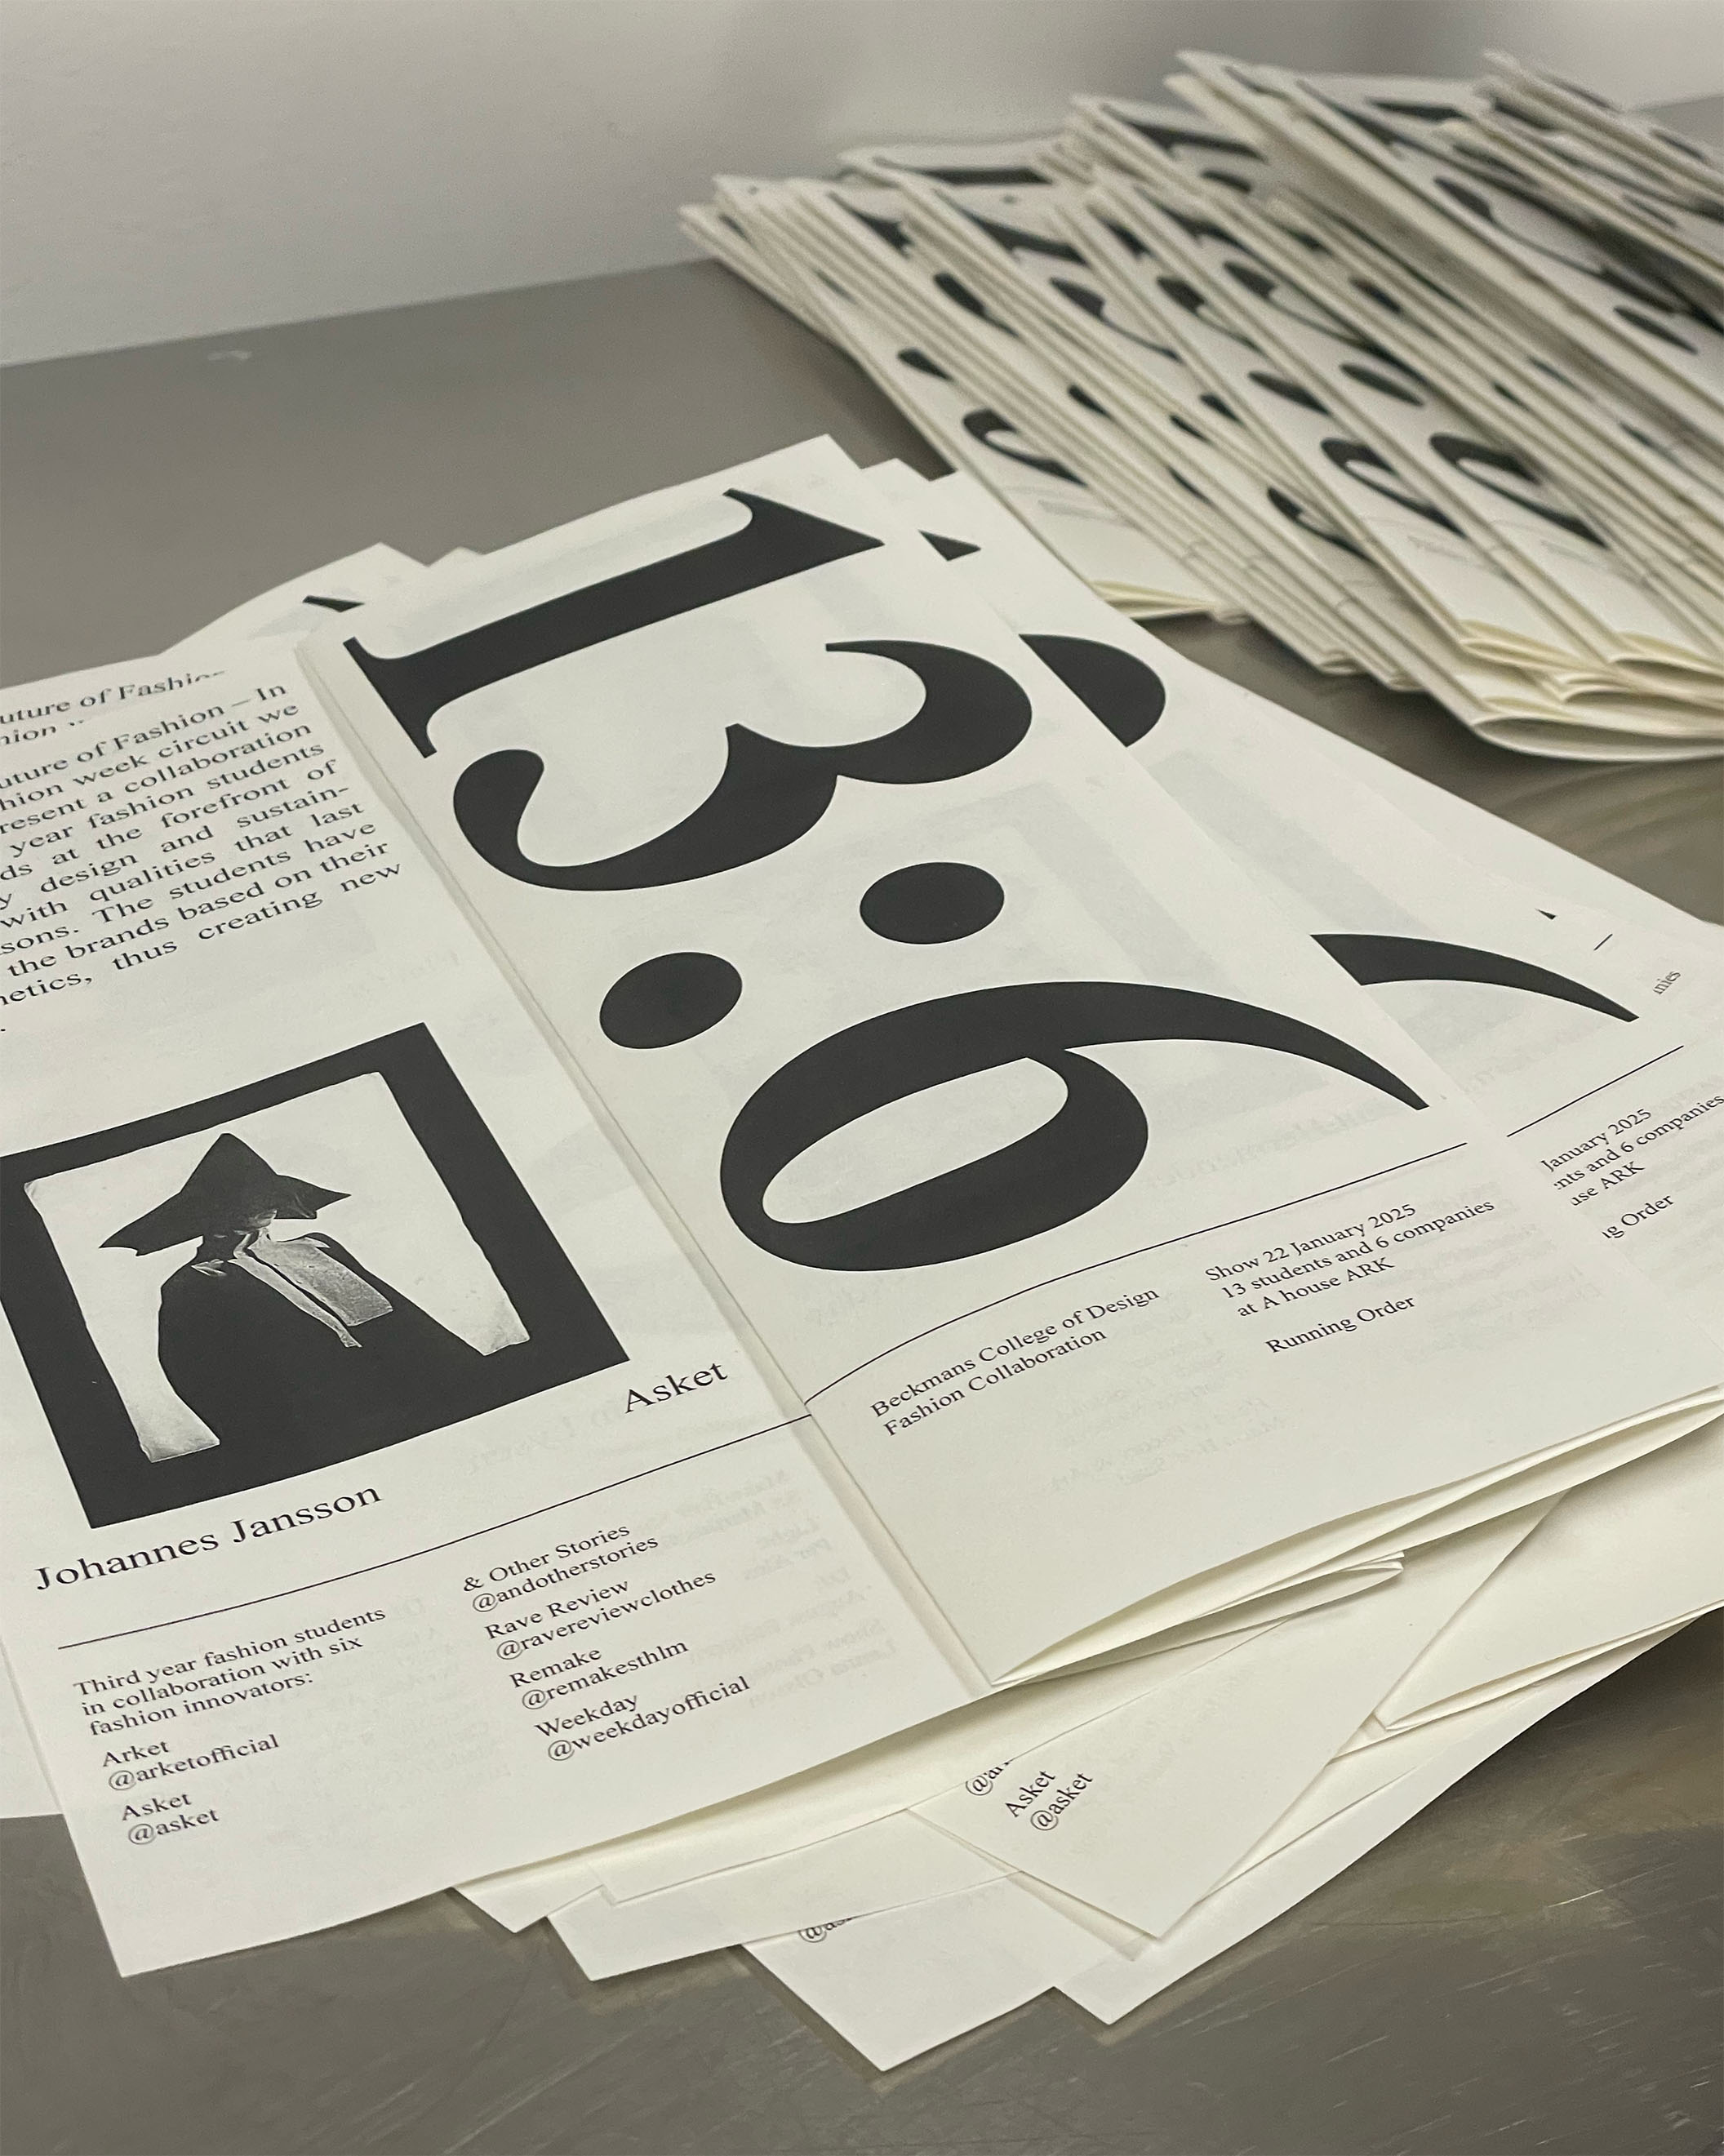 uture of Fashion
uture of Fashion – In
hion week circuit we
resent a collaboration
year fashion students
ds at the forefront of
y design and sustain-
with qualities that last
sons. The students have
the brands based on their
netics, thus creating new
Asket
Johannes Jansson
Third year fashion students
in collaboration with six
fashion innovators:
Arket
@arketofficial
Asket
@asket
& Other Stories
@andotherstories
Rave Review
@ravereviewclothes
Remake
@remakesthlm
Weekday
@weekdayofficial
13:6
Beckmans College of Design
Fashion Collaboration
Show 22 January 2025
13 students and 6 companies
at A house ARK
Running Order
January 2025
nts and 6 companies
use ARK
g Order
nies
Asket
@asket